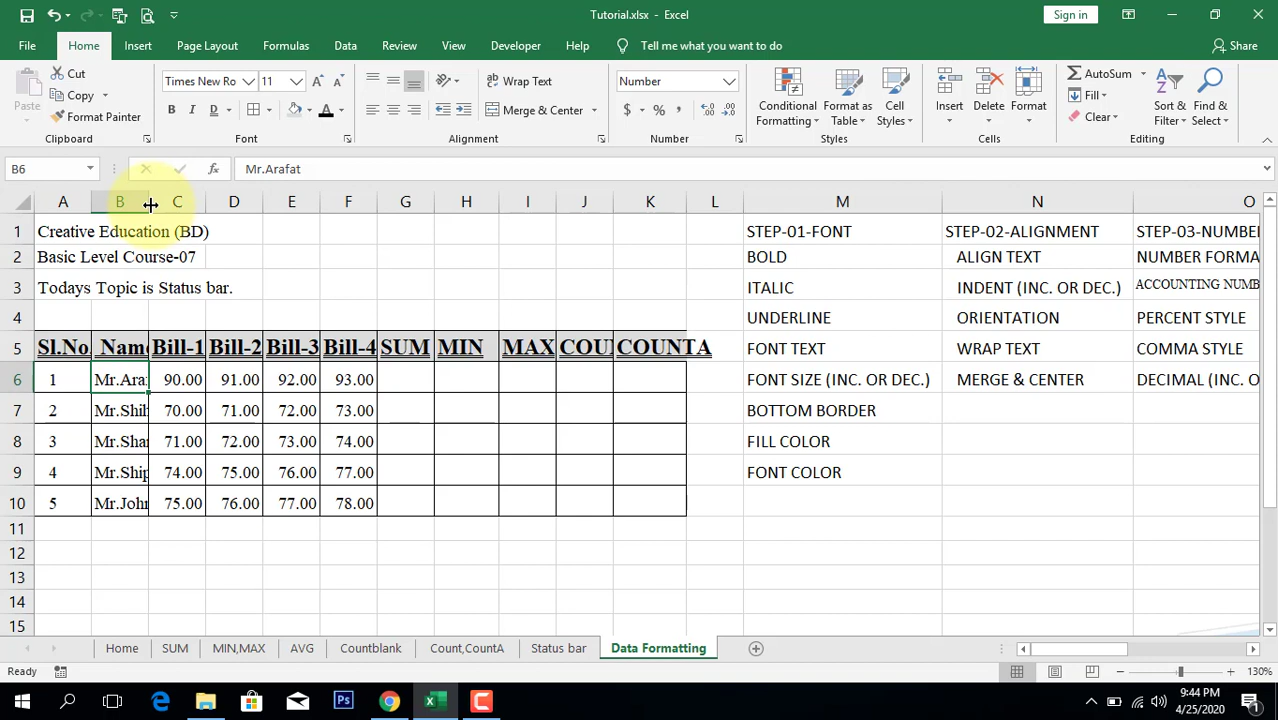 Tutorial.xlsx - Excel
Sign in
File Home Insert Page Layout Formulas Data Review View Developer Help Tell me what you want to do Share
Paste Cut Copy Format Painter Clipboard
Times New Ro 11 B I D A Font
Wrap Text Merge & Center Alignment
Number $ % , Number
Conditional Formatting Format as Table Cell Styles Styles
Insert Delete Format Cells
AutoSum Fill Clear Sort & Filter Find & Select Editing
B6 fx Mr.Arafat
A B C D E F G H I J K L M N O
1 Creative Education (BD) STEP-01-FONT STEP-02-ALIGNMENT STEP-03-NUMBER
2 Basic Level Course-07 BOLD ALIGN TEXT NUMBER FORMA
3 Todays Topic is Status bar. ITALIC INDENT (INC. OR DEC.) ACCOUNTING NUMB
4 UNDERLINE ORIENTATION PERCENT STYLE
5 Sl.No Name Bill-1 Bill-2 Bill-3 Bill-4 SUM MIN MAX COU COUNTA FONT TEXT WRAP TEXT COMMA STYLE
6 1 Mr.Ara 90.00 91.00 92.00 93.00 FONT SIZE (INC. OR DEC.) MERGE & CENTER DECIMAL (INC. O
7 2 Mr.Shih 70.00 71.00 72.00 73.00 BOTTOM BORDER
8 3 Mr.Shar 71.00 72.00 73.00 74.00 FILL COLOR
9 4 Mr.Ship 74.00 75.00 76.00 77.00 FONT COLOR
10 5 Mr.John 75.00 76.00 77.00 78.00
11
12
13
14
15
Home SUM MIN,MAX AVG Countblank Count,CountA Status bar Data Formatting
Ready 130%
9:44 PM
4/25/2020